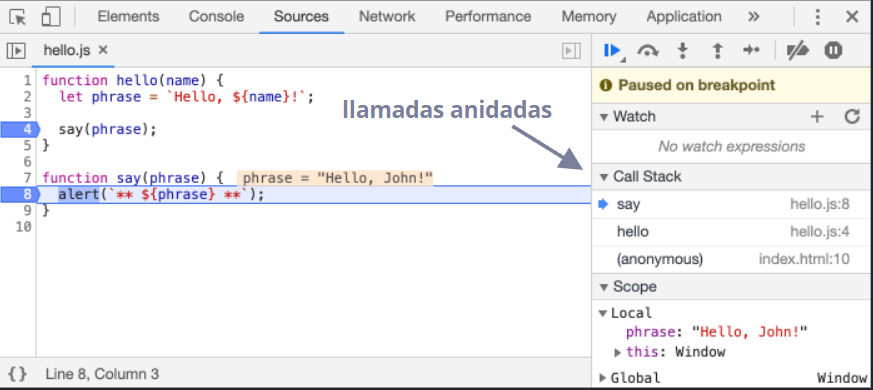 Elements Console Sources Network Performance Memory Application »
hello.js ×
1 function hello(name) {
2 let phrase = `Hello, ${name}!`;
3
4 say(phrase);
5 }
6
7 function say(phrase) { phrase = "Hello, John!"
8 alert(`** ${phrase} **`);
9 }
10
llamadas anidadas
{} Line 8, Column 3
Paused on breakpoint
Watch
No watch expressions
Call Stack
say hello.js:8
hello hello.js:4
(anonymous) index.html:10
Scope
Local
phrase: "Hello, John!"
this: Window
Global Window